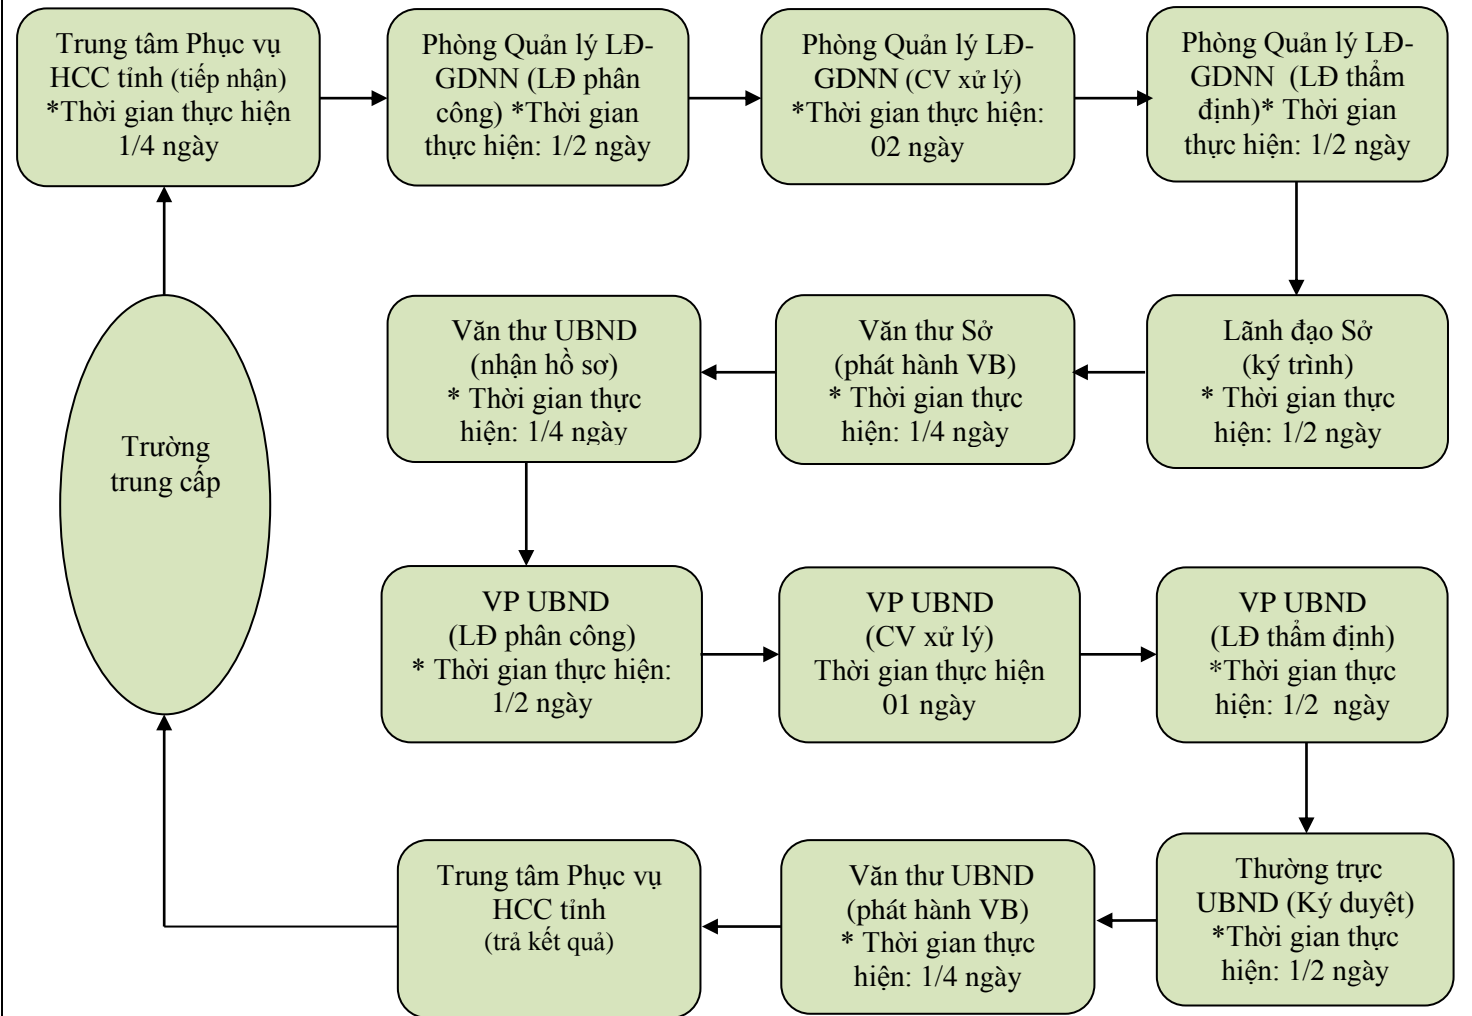 Trung tâm Phục vụ
HCC tỉnh (tiếp nhận)
*Thời gian thực hiện
1/4 ngày
Phòng Quản lý LĐ-
GDNN (LĐ phân
công) *Thời gian
thực hiện: 1/2 ngày
Phòng Quản lý LĐ-
GDNN (CV xử lý)
*Thời gian thực hiện:
02 ngày
Phòng Quản lý LĐ-
GDNN (LĐ thẩm
định)* Thời gian
thực hiện: 1/2 ngày
Lãnh đạo Sở
(ký trình)
* Thời gian thực
hiện: 1/2 ngày
Văn thư Sở
(phát hành VB)
* Thời gian thực
hiện: 1/4 ngày
Văn thư UBND
(nhận hồ sơ)
* Thời gian thực
hiện: 1/4 ngày
VP UBND
(LĐ phân công)
* Thời gian thực hiện:
1/2 ngày
VP UBND
(CV xử lý)
Thời gian thực hiện
01 ngày
VP UBND
(LĐ thẩm định)
*Thời gian thực
hiện: 1/2 ngày
Thường trực
UBND (Ký duyệt)
*Thời gian thực
hiện: 1/2 ngày
Văn thư UBND
(phát hành VB)
* Thời gian thực
hiện: 1/4 ngày
Trung tâm Phục vụ
HCC tỉnh
(trả kết quả)
Trường
trung cấp